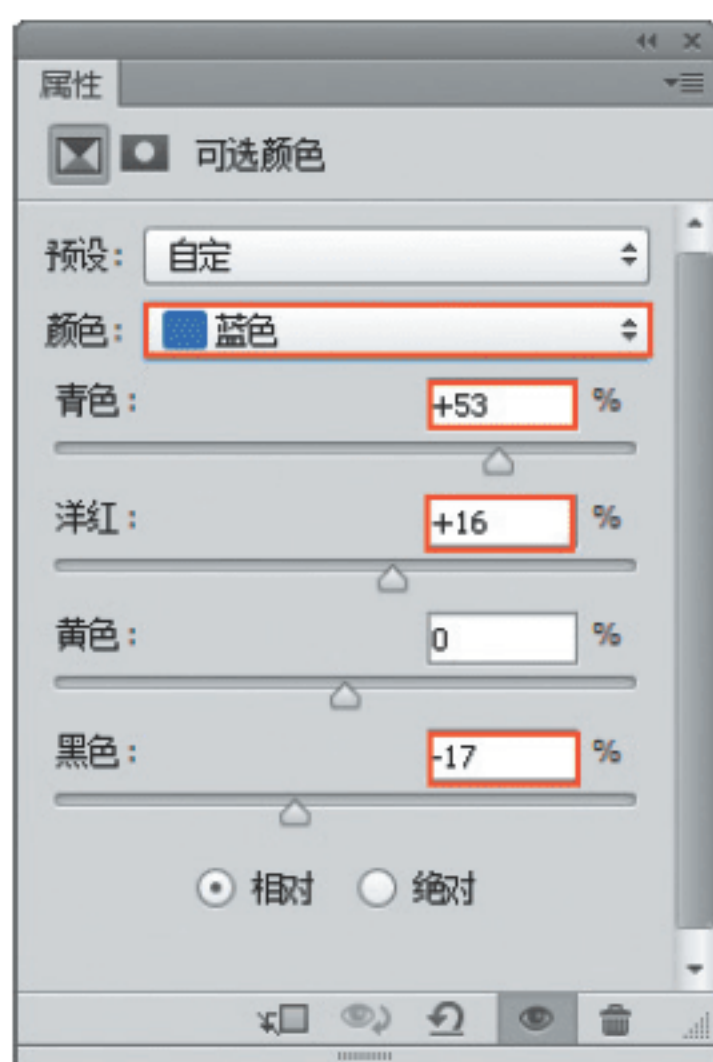 属性
可选颜色
预设： 自定
颜色： 蓝色
青色： +53 %
洋红： +16 %
黄色： 0 %
黑色： -17 %
相对 绝对